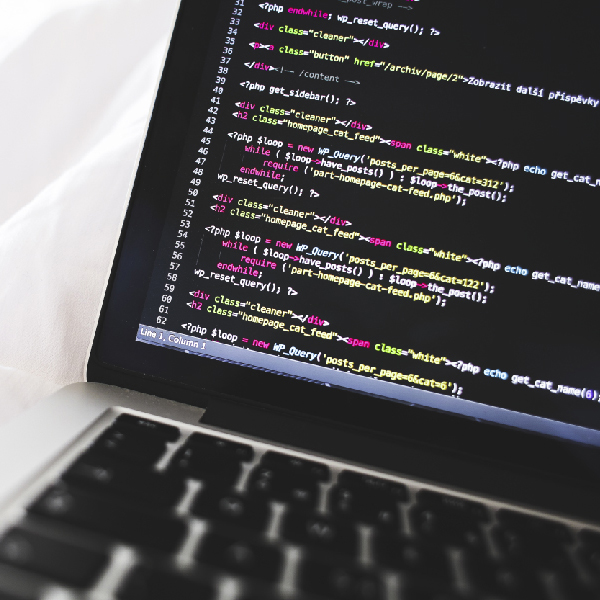 31
32 <?php endwhile; wp_reset_query(); ?>
33
34 <div class="cleaner"></div>
35
36 <p><a class="button" href="/archiv/page/2">Zobrazit další příspěvky
37
38 </div><!-- /content -->
39
40 <?php get_sidebar(); ?>
41
42 <div class="cleaner"></div>
43 <h2 class="homepage_cat_feed"><span class="white"><?php echo get_cat_n
44
45 <?php $loop = new WP_Query('posts_per_page=6&cat=312');
46 while ( $loop->have_posts() ) : $loop->the_post();
47 require ('part-homepage-cat-feed.php');
48 endwhile;
49 wp_reset_query(); ?>
50
51 <div class="cleaner"></div>
52 <h2 class="homepage_cat_feed"><span class="white"><?php echo get_cat_name
53
54 <?php $loop = new WP_Query('posts_per_page=6&cat=122');
55 while ( $loop->have_posts() ) : $loop->the_post();
56 require ('part-homepage-cat-feed.php');
57 endwhile;
58 wp_reset_query(); ?>
59
60 <div class="cleaner"></div>
61 <h2 class="homepage_cat_feed"><span class="white"><?php echo get_cat_name(6);
62
<?php $loop = new WP_Query('posts_per_page=6&cat=6');
Line 1, Column 1